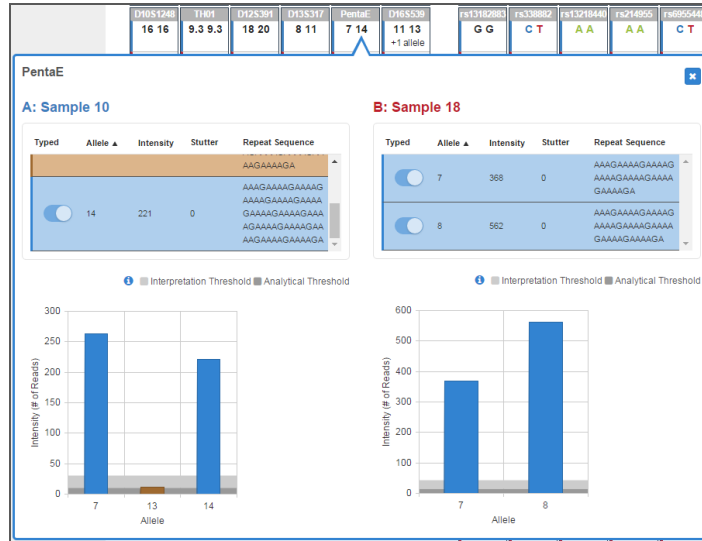 D10S1248 TH01 D12S391 D13S317 PentaE D16S539 rs13182883 rs338882 rs13218440 rs214955 rs6955448
16 16 9.3 9.3 18 20 8 11 7 14 11 13 G G C T A A A A C T
+1 allele
PentaE
A: Sample 10
B: Sample 18
Typed Allele ▲ Intensity Stutter Repeat Sequence
AAGAAAAGA
14 221 0
AAAGAAAAGAAAAG
AAAAGAAAAGAAAA
GAAAAGAAAAGAAA
AGAAAAGAAAAGAA
AAGAAAAGAAAAGA
Typed Allele ▲ Intensity Stutter Repeat Sequence
7 368 0
AAAGAAAAGAAAAG
AAAAGAAAAGAAAA
GAAAAGA
8 562 0
AAAGAAAAGAAAAG
AAAAGAAAAGAAAA
GAAAAGAAAAGA
Interpretation Threshold Analytical Threshold
300
250
200
150
100
50
0
Intensity (# of Reads)
7 13 14
Allele
Interpretation Threshold Analytical Threshold
600
500
400
300
200
100
0
Intensity (# of Reads)
7 8
Allele